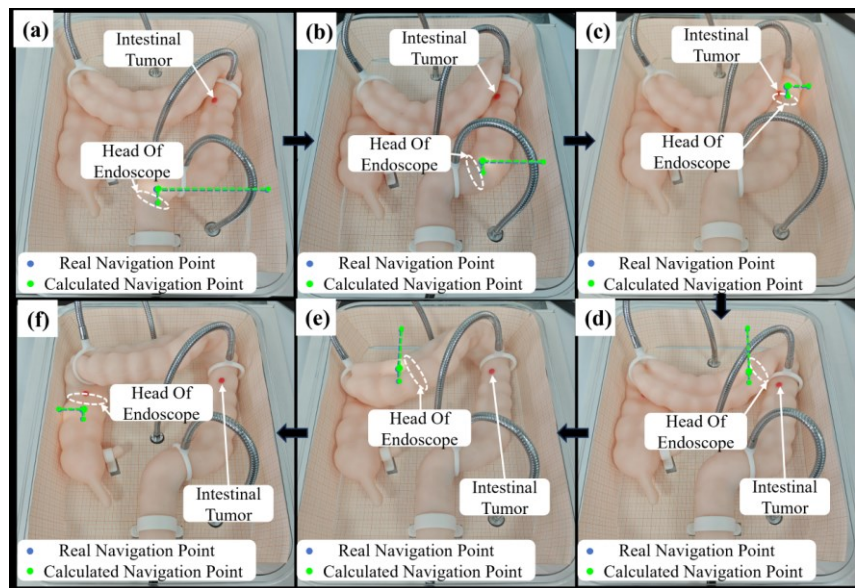 (a)
Intestinal
Tumor
Head Of
Endoscope
Real Navigation Point
Calculated Navigation Point
(b)
Intestinal
Tumor
Head Of
Endoscope
Real Navigation Point
Calculated Navigation Point
(c)
Intestinal
Tumor
Head Of
Endoscope
Real Navigation Point
Calculated Navigation Point
(f)
Head Of
Endoscope
Intestinal
Tumor
Real Navigation Point
Calculated Navigation Point
(e)
Head Of
Endoscope
Intestinal
Tumor
Real Navigation Point
Calculated Navigation Point
(d)
Head Of
Endoscope
Intestinal
Tumor
Real Navigation Point
Calculated Navigation Point